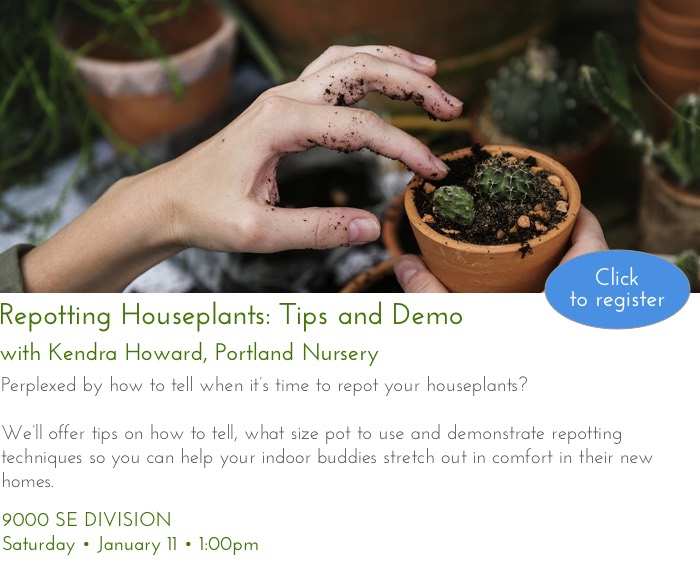 Click
to register
Repotting Houseplants: Tips and Demo
with Kendra Howard, Portland Nursery
Perplexed by how to tell when it's time to repot your houseplants?
We'll offer tips on how to tell, what size pot to use and demonstrate repotting
techniques so you can help your indoor buddies stretch out in comfort in their new
homes.
9000 SE DIVISION
Saturday • January 11 • 1:00pm